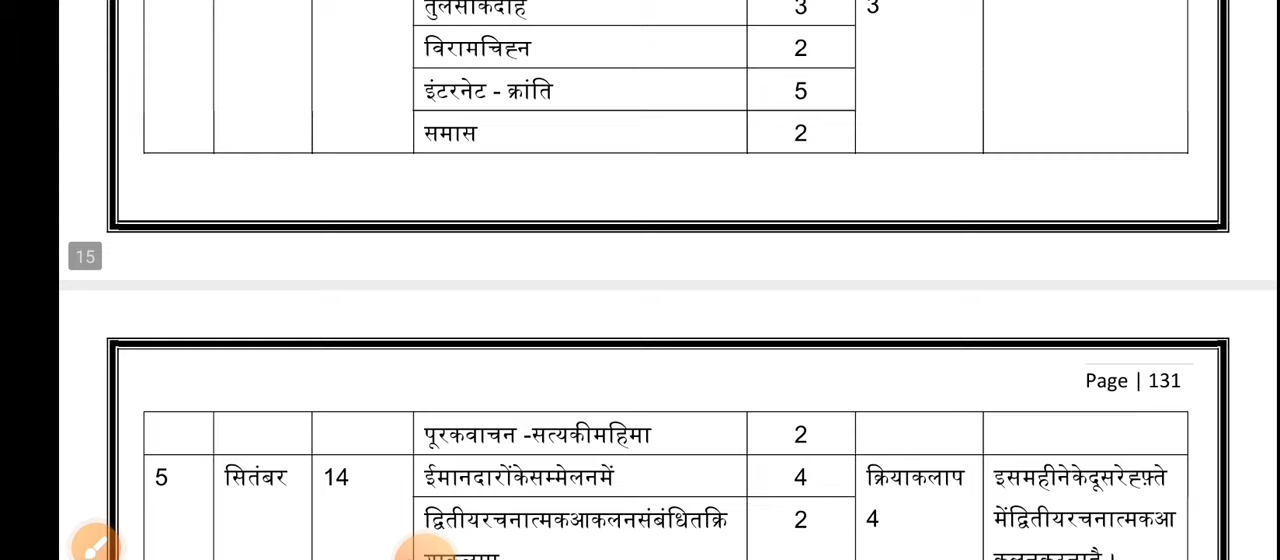 तुलसीकेदोहे 3 3
विरामचिह्न 2
इंटरनेट - क्रांति 5
समास 2
15
Page | 131
पूरकवाचन -सत्यकीमहिमा 2
5 सितंबर 14 ईमानदारोंकेसम्मेलनमें 4 क्रियाकलाप इसमहीनेकेदूसरेहफ़्ते
द्वितीयरचनात्मकआकलनसंबंधितक्रि 2 4 मेंद्वितीयरचनात्मकआ